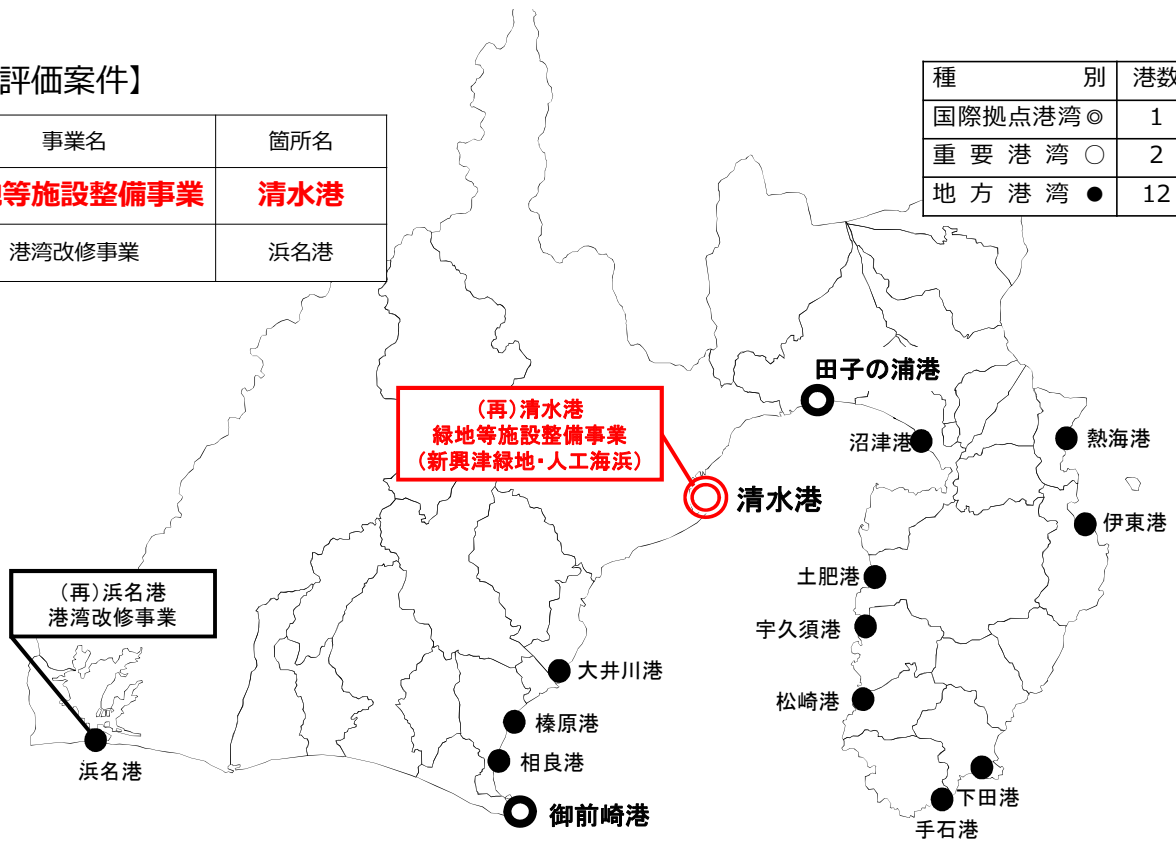 評価案件】
事業名 箇所名
等施設整備事業 清水港
港湾改修事業 浜名港
種別 港数
国際拠点港湾◎ 1
重要港湾○ 2
地方港湾● 12
(再)清水港
緑地等施設整備事業
(新興津緑地・人工海浜)
田子の浦港
沼津港
熱海港
清水港
伊東港
土肥港
(再)浜名港
港湾改修事業
宇久須港
大井川港
松崎港
榛原港
相良港
浜名港
御前崎港
下田港
手石港